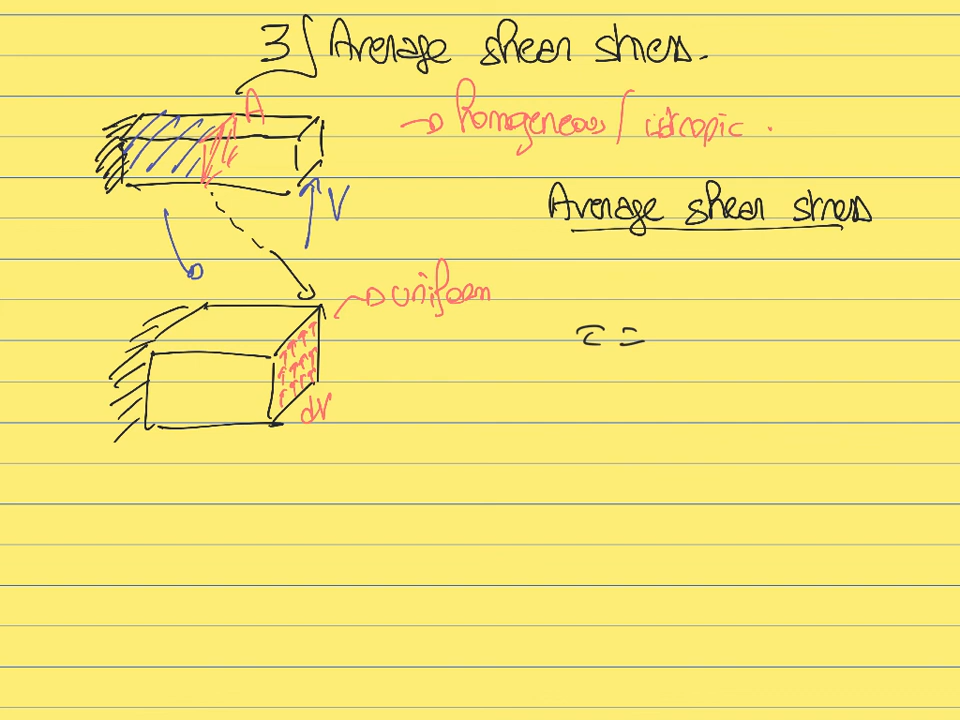 3) Average shear stress.
A
→ homogeneous / isotropic.
V
Average shear stress
→ uniform
τ =
dV